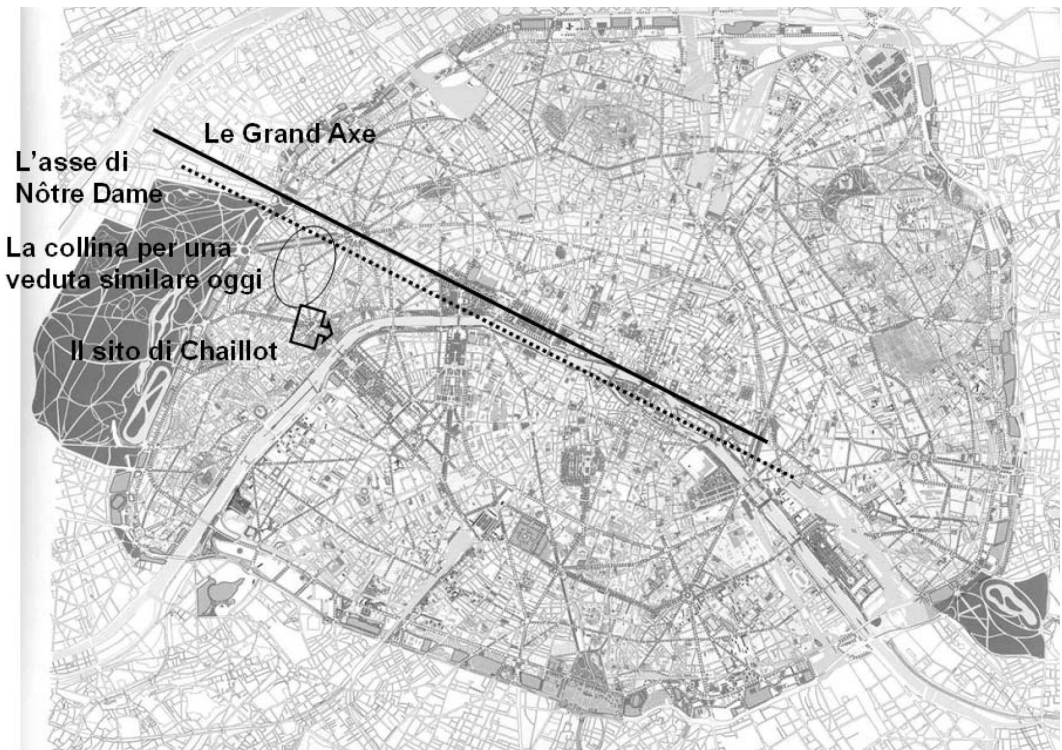 Le Grand Axe
L'asse di
Nôtre Dame
La collina per una
veduta similare oggi
Il sito di Chaillot